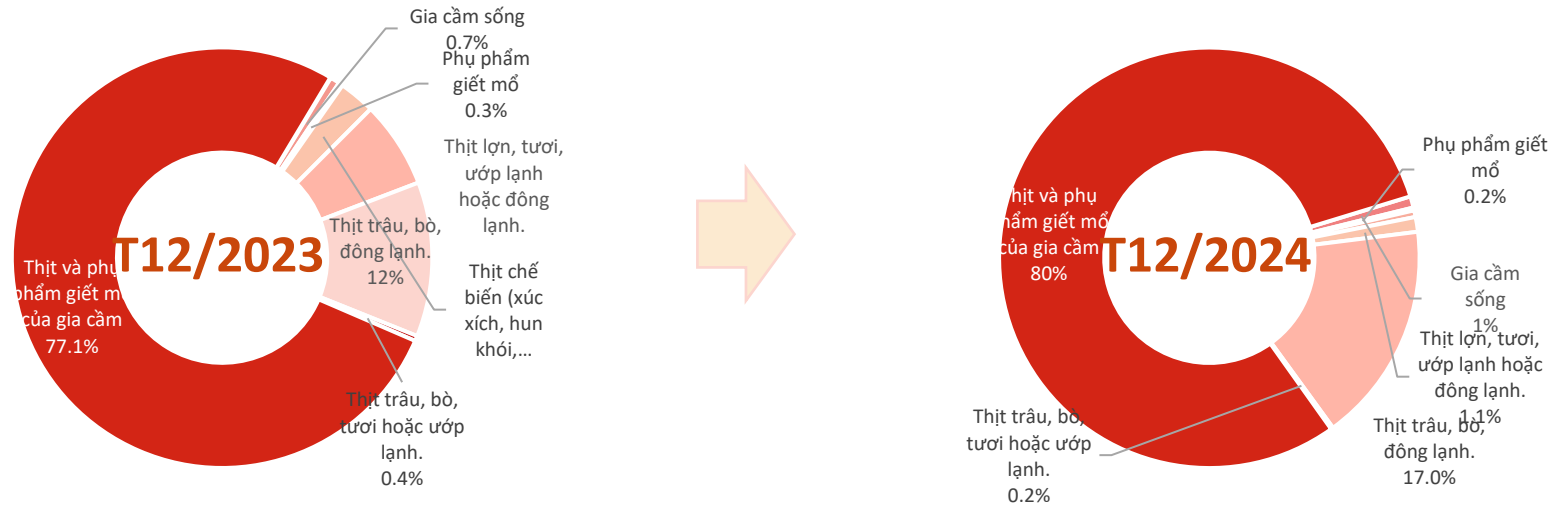 Gia cầm sống
0.7%
Phụ phẩm
giết mổ
0.3%
Thịt lợn, tươi,
ướp lạnh
hoặc đông
lạnh.
Thịt trâu, bò,
đông lạnh.
12%
T12/2023
Thịt chế
biến (xúc
xích, hun
khói,...
Thịt và phụ
phẩm giết mổ
của gia cầm
77.1%
Thịt trâu, bò,
tươi hoặc ướp
lạnh.
0.4%
Phụ phẩm giết
mổ
0.2%
Thịt và phụ
phẩm giết mổ
của gia cầm
80%
T12/2024
Gia cầm
sống
1%
Thịt lợn, tươi,
ướp lạnh hoặc
đông lạnh.
1.1%
Thịt trâu, bò,
đông lạnh.
17.0%
Thịt trâu, bò,
tươi hoặc ướp
lạnh.
0.2%